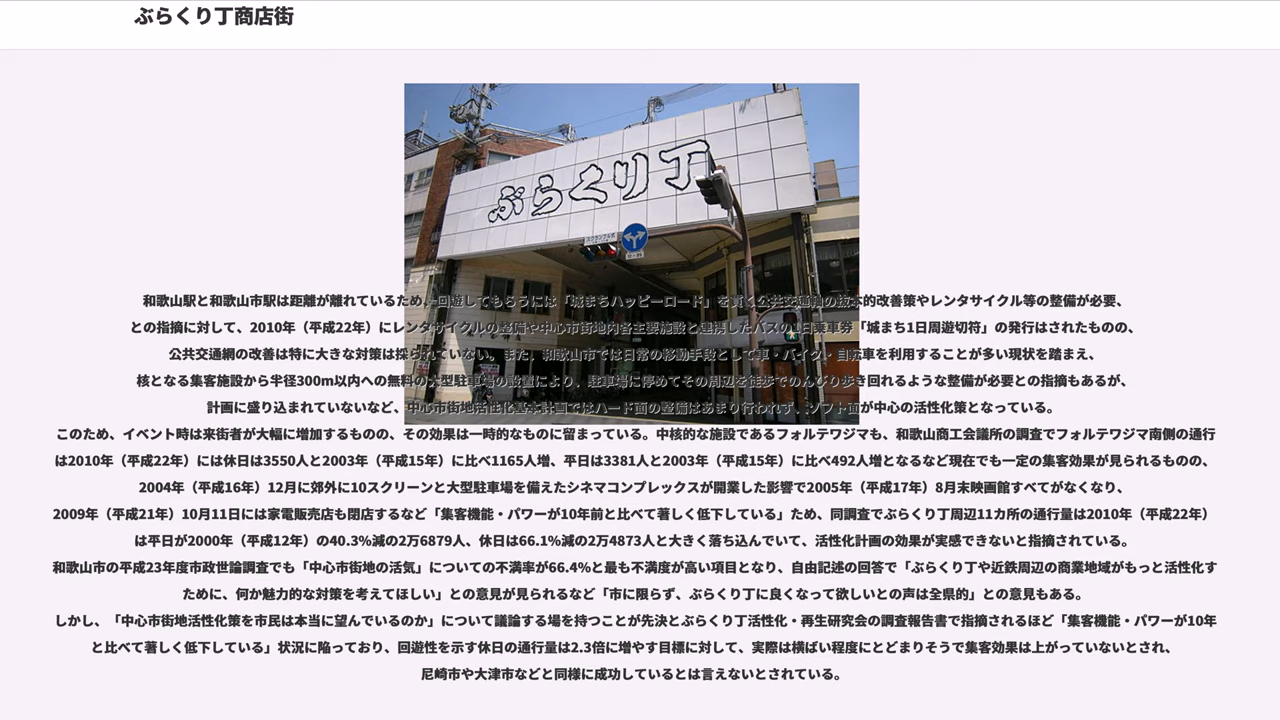 ぶらくり丁商店街
ぶらくり丁
和歌山駅と和歌山市駅は距離が離れているため、回遊してもらうには「城まちハッピーロード」を貫く公共交通軸の抜本的改善策やレンタサイクル等の整備が必要、
との指摘に対して、2010年（平成22年）にレンタサイクルの整備や中心市街地内各主要施設と連携したバスの1日乗車券「城まち1日周遊切符」の発行はされたものの、
公共交通網の改善は特に大きな対策は採られていない。また、和歌山市では日常の移動手段として車・バイク・自転車を利用することが多い現状を踏まえ、
核となる集客施設から半径300m以内への無料の大型駐車場の設置により、駐車場に停めてその周辺を徒歩でのんびり歩き回れるような整備が必要との指摘もあるが、
計画に盛り込まれていないなど、中心市街地活性化基本計画ではハード面の整備はあまり行われず、ソフト面が中心の活性化策となっている。
このため、イベント時は来街者が大幅に増加するものの、その効果は一時的なものに留まっている。中核的な施設であるフォルテワジマも、和歌山商工会議所の調査でフォルテワジマ南側の通行
は2010年（平成22年）には休日は3550人と2003年（平成15年）に比べ1165人増、平日は3381人と2003年（平成15年）に比べ492人増となるなど現在でも一定の集客効果が見られるものの、
2004年（平成16年）12月に郊外に10スクリーンと大型駐車場を備えたシネマコンプレックスが開業した影響で2005年（平成17年）8月末映画館すべてがなくなり、
2009年（平成21年）10月11日には家電販売店も閉店するなど「集客機能・パワーが10年前と比べて著しく低下している」ため、同調査でぶらくり丁周辺11カ所の通行量は2010年（平成22年）
は平日が2000年（平成12年）の40.3%減の2万6879人、休日は66.1%減の2万4873人と大きく落ち込んでいて、活性化計画の効果が実感できないと指摘されている。
和歌山市の平成23年度市政世論調査でも「中心市街地の活気」についての不満率が66.4%と最も不満度が高い項目となり、自由記述の回答で「ぶらくり丁や近鉄周辺の商業地域がもっと活性化す
ために、何か魅力的な対策を考えてほしい」との意見が見られるなど「市に限らず、ぶらくり丁に良くなって欲しいとの声は全県的」との意見もある。
しかし、「中心市街地活性化策を市民は本当に望んでいるのか」について議論する場を持つことが先決とぶらくり丁活性化・再生研究会の調査報告書で指摘されるほど「集客機能・パワーが10年
と比べて著しく低下している」状況に陥っており、回遊性を示す休日の通行量は2.3倍に増やす目標に対して、実際は横ばい程度にとどまりそうで集客効果は上がっていないとされ、
尼崎市や大津市などと同様に成功しているとは言えないとされている。